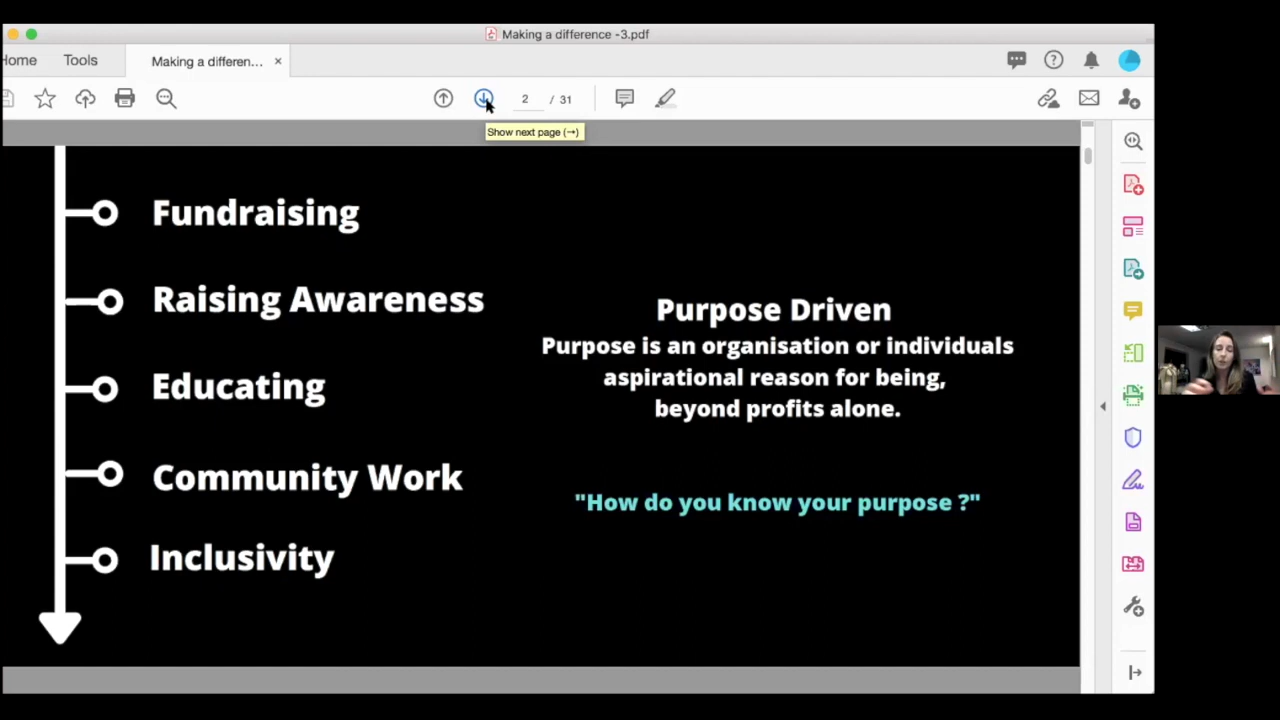 Making a difference -3.pdf
Home
Tools
Making a differen... ×
2 / 31
Show next page (→)
Fundraising
Raising Awareness
Educating
Community Work
Inclusivity
Purpose Driven
Purpose is an organisation or individuals
aspirational reason for being,
beyond profits alone.
"How do you know your purpose ?"